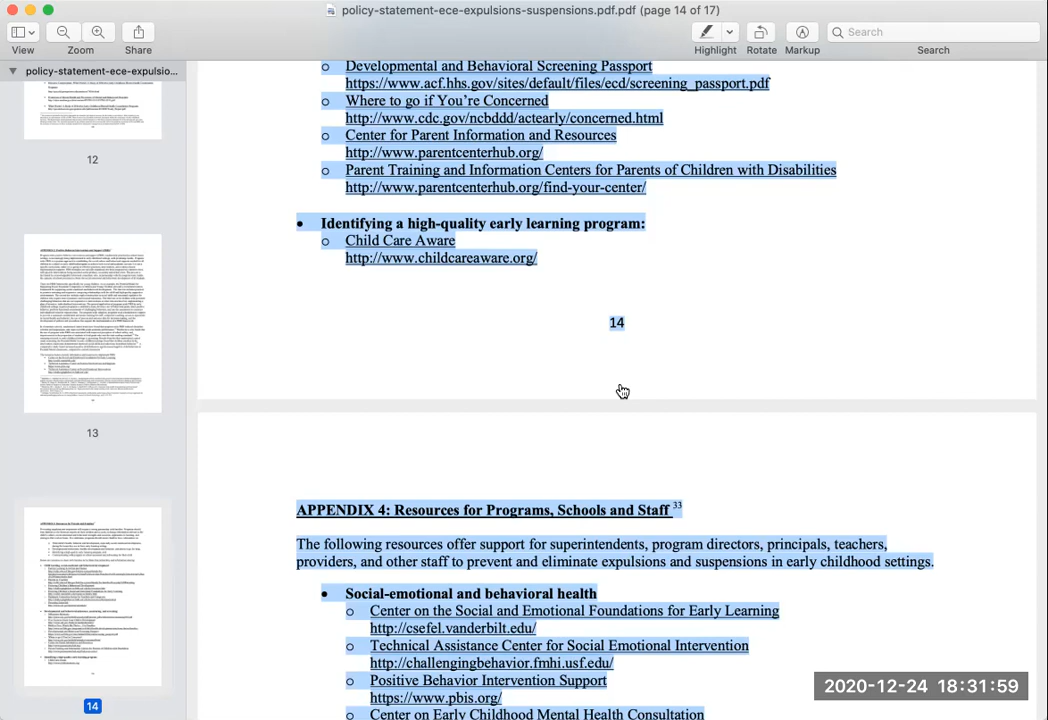 policy-statement-ece-expulsions-suspensions.pdf.pdf (page 14 of 17)
View
Zoom
Share
Highlight
Rotate
Markup
Search
Search
policy-statement-ece-expulsio...
12
13
14
o Developmental and Behavioral Screening Passport
https://www.acf.hhs.gov/sites/default/files/ecd/screening_passport.pdf
o Where to go if You're Concerned
http://www.cdc.gov/ncbddd/actearly/concerned.html
o Center for Parent Information and Resources
http://www.parentcenterhub.org/
o Parent Training and Information Centers for Parents of Children with Disabilities
http://www.parentcenterhub.org/find-your-center/
• Identifying a high-quality early learning program:
o Child Care Aware
http://www.childcareaware.org/
14
APPENDIX 4: Resources for Programs, Schools and Staff 33
The following resources offer support for superintendents, program directors, principals, teachers,
providers, and other staff to prevent and eliminate expulsions and suspensions in early childhood settings.
• Social-emotional and behavioral health
o Center on the Social and Emotional Foundations for Early Learning
http://csefel.vanderbilt.edu/
o Technical Assistance Center for Social Emotional Intervention
http://challengingbehavior.fmhi.usf.edu/
o Positive Behavior Intervention Support
https://www.pbis.org/
o Center on Early Childhood Mental Health Consultation
2020-12-24 18:31:59